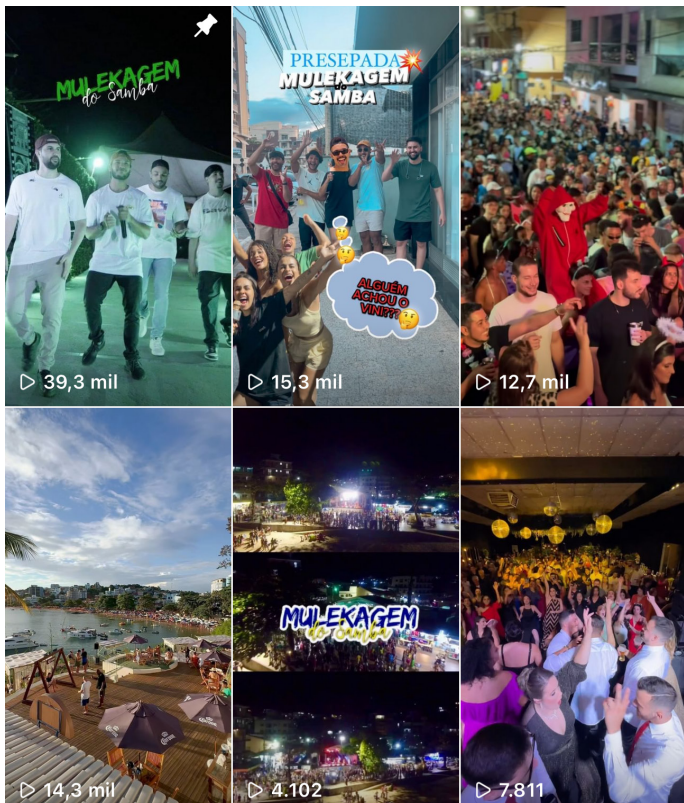 MULEKAGEM
do Samba
39,3 mil
PRESEPADA
MULEKAGEM
do
SAMBA
ALGUÉM
ACHOU O
VINI???
15,3 mil
12,7 mil
14,3 mil
MULEKAGEM
do Samba
4.102
7.811